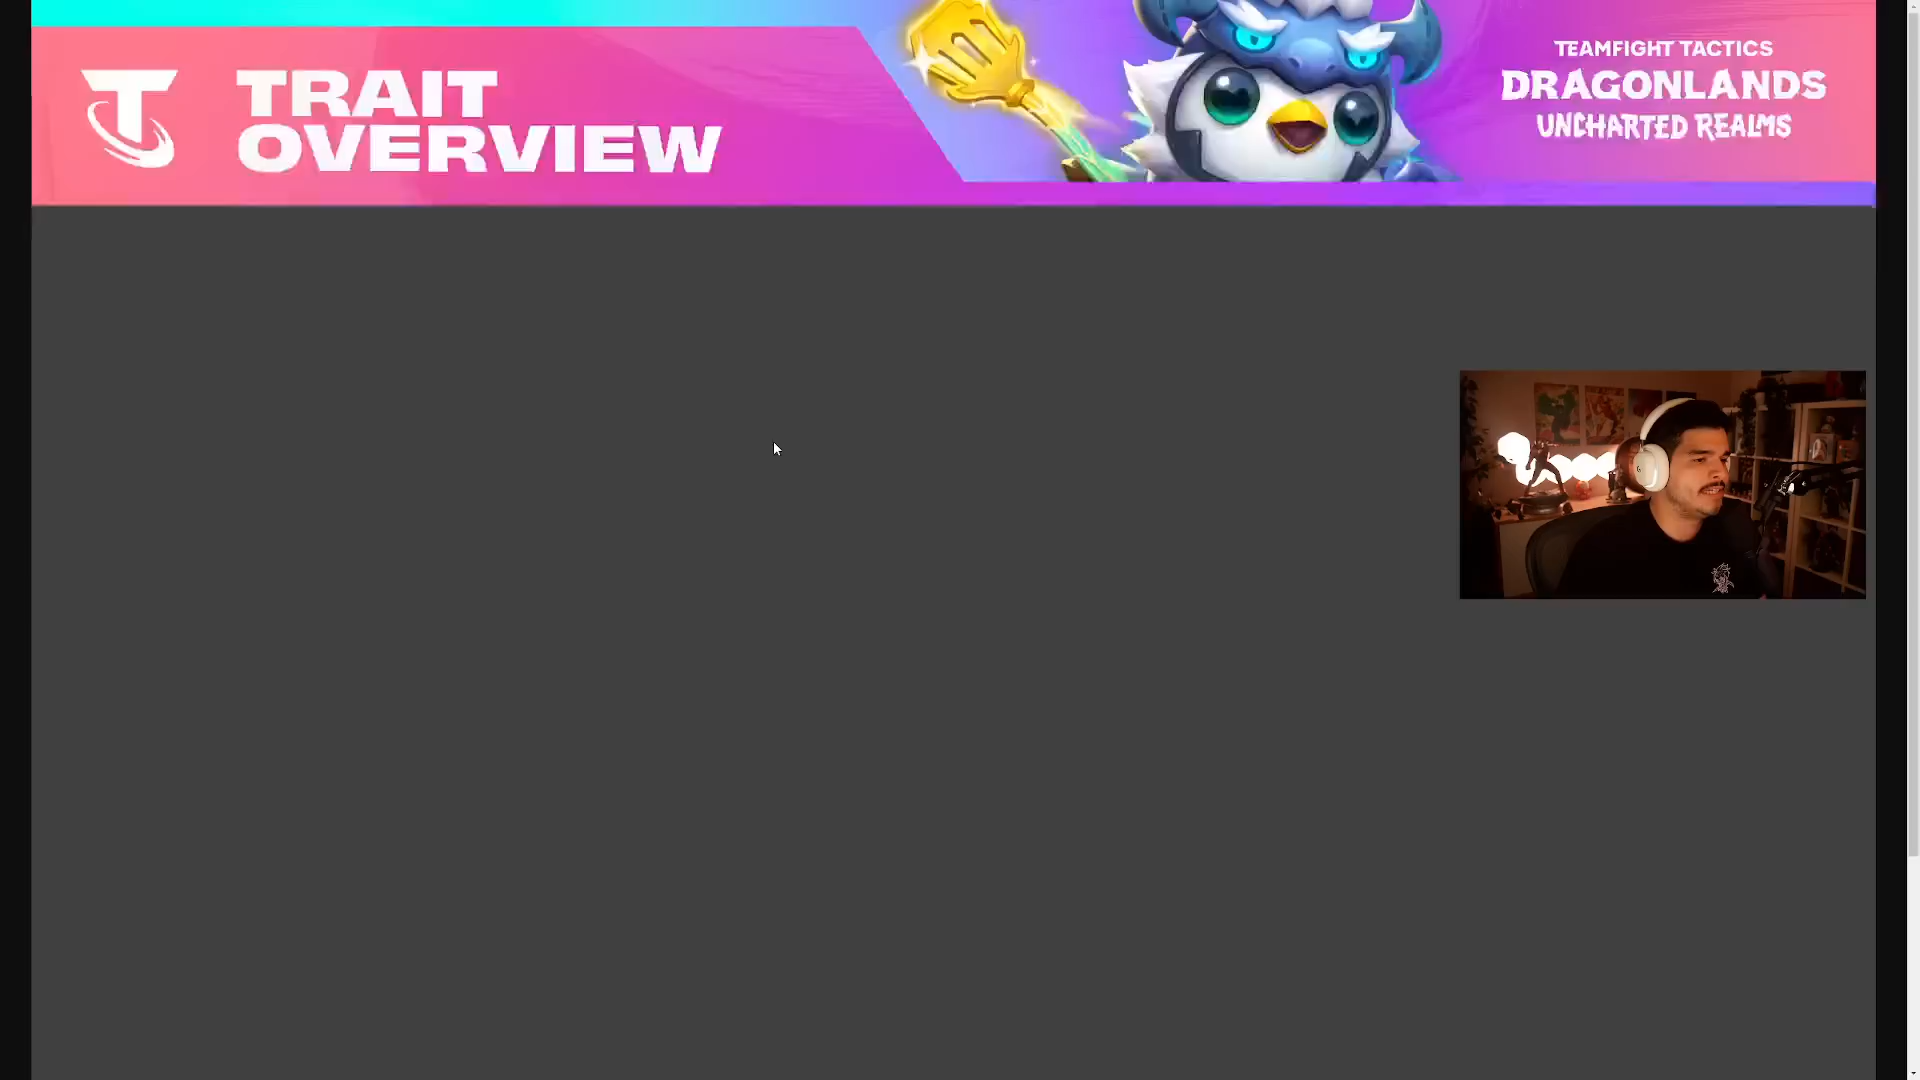 TRAIT
OVERVIEW
TEAMFIGHT TACTICS
DRAGONLANDS
UNCHARTED REALMS